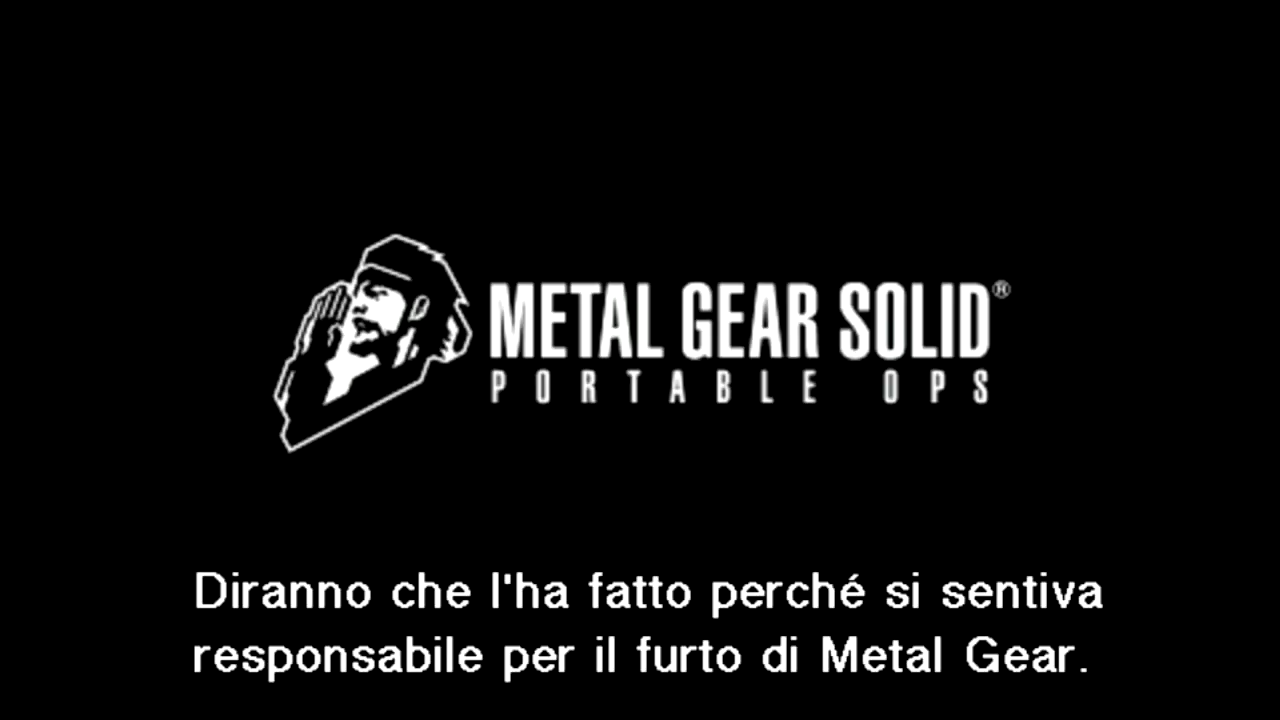 METAL GEAR SOLID®
PORTABLE OPS
Diranno che l'ha fatto perché si sentiva
responsabile per il furto di Metal Gear.